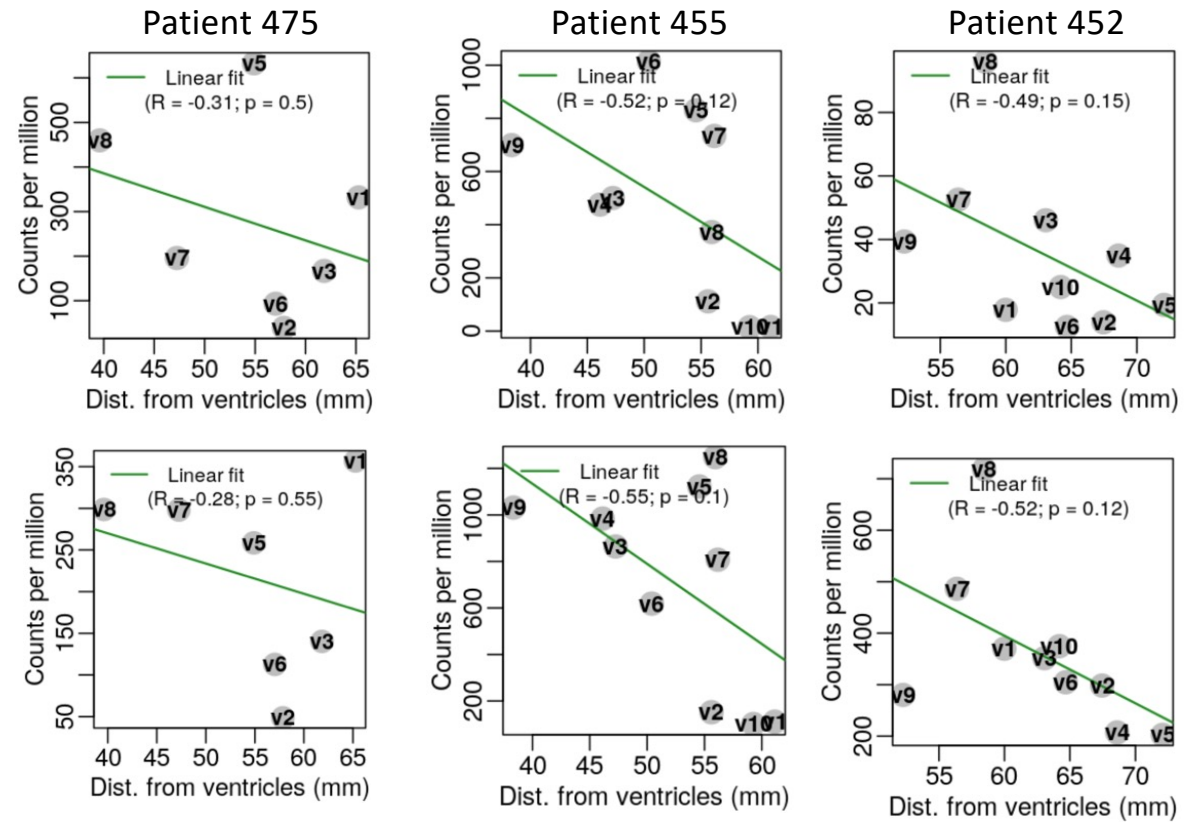 Patient 475
Patient 455
Patient 452
Counts per million
500
300
100
Linear fit
(R = -0.31; p = 0.5)
v5
v8
v1
v7
v3
v6
v2
40 45 50 55 60 65
Dist. from ventricles (mm)
Counts per million
1000
600
200
0
Linear fit
(R = -0.52; p = 0.12)
v6
v5
v7
v9
v3
v4
v8
v2
v10
v1
40 45 50 55 60
Dist. from ventricles (mm)
Counts per million
80
60
40
20
Linear fit
(R = -0.49; p = 0.15)
v8
v7
v3
v9
v4
v10
v1
v5
v2
v6
55 60 65 70
Dist. from ventricles (mm)
Counts per million
350
250
150
50
Linear fit
(R = -0.28; p = 0.55)
v1
v8
v7
v5
v3
v6
v2
40 45 50 55 60 65
Dist. from ventricles (mm)
Counts per million
1000
600
200
Linear fit
(R = -0.55; p = 0.1)
v8
v5
v9
v4
v3
v7
v6
v2
v10
v1
40 45 50 55 60
Dist. from ventricles (mm)
Counts per million
600
400
200
Linear fit
(R = -0.52; p = 0.12)
v8
v7
v1
v10
v3
v6
v2
v9
v4
v5
55 60 65 70
Dist. from ventricles (mm)